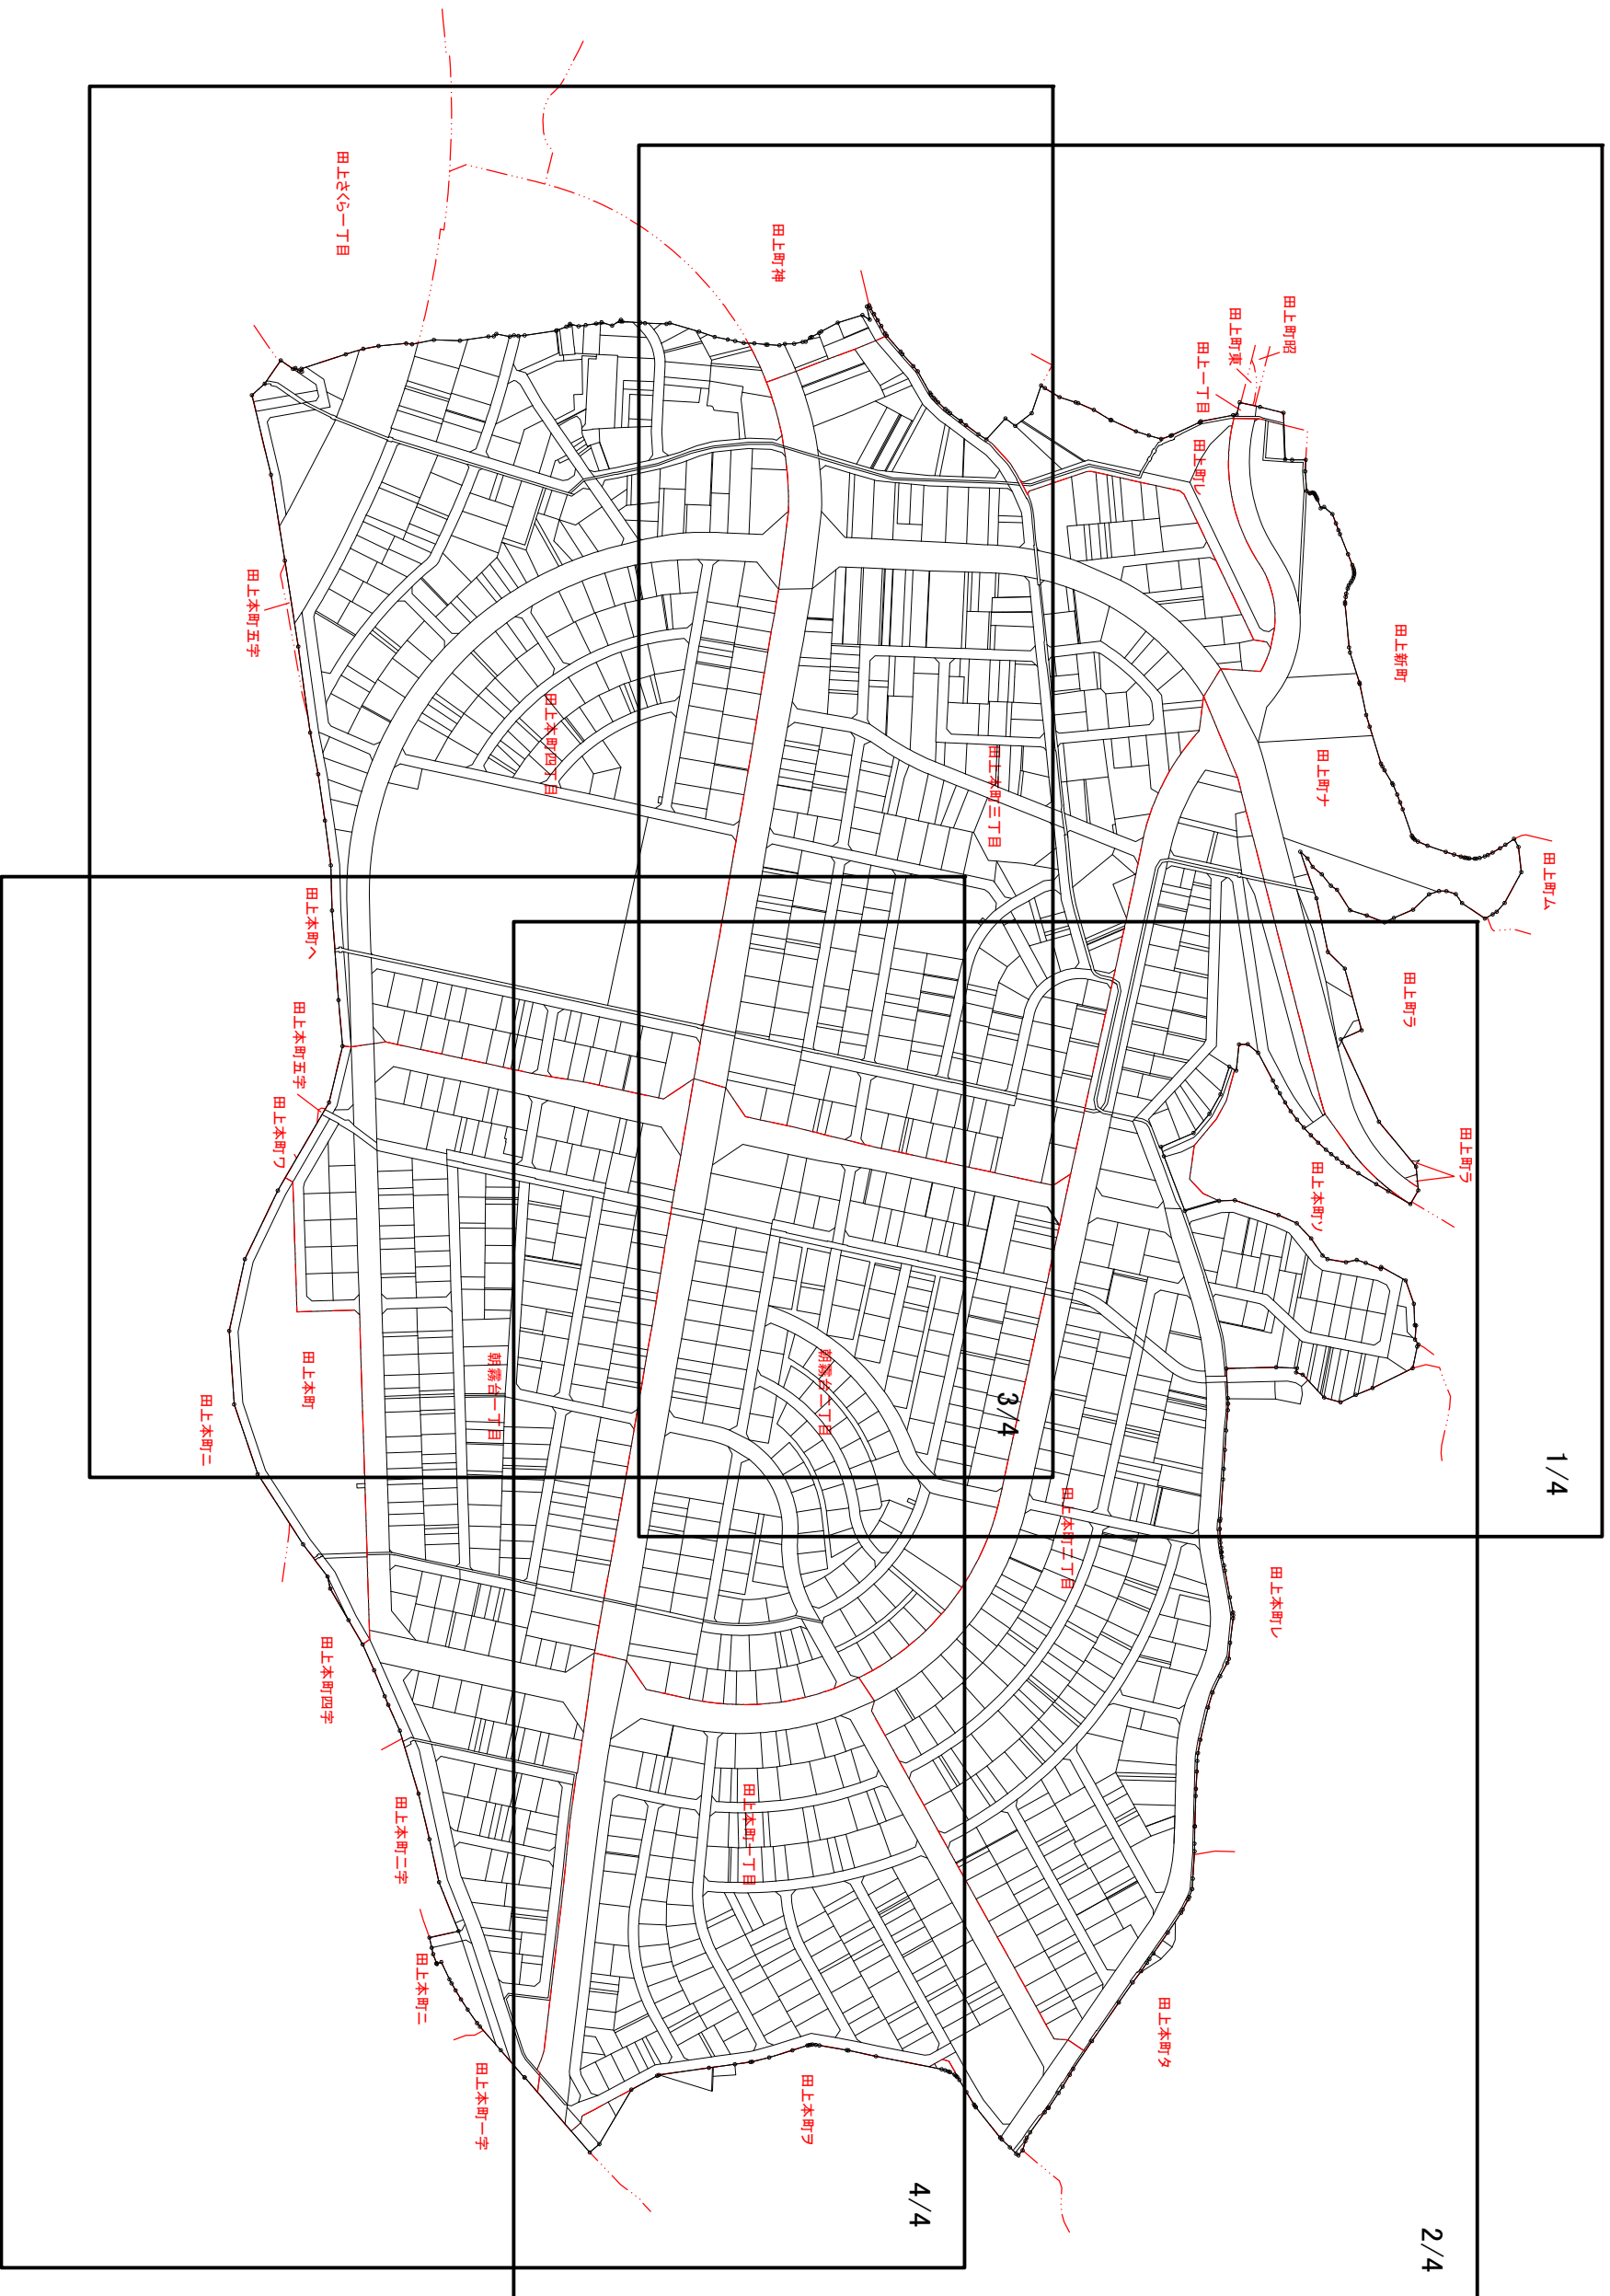 田上さくら一丁目
田上町神
田上町昭
田上町東
田上一丁目
田上町レ
田上新町
田上町ナ
田上町ム
田上町ラ
田上町ラ
田上本町ソ
田上本町五字
田上本町四丁目
田上本町三丁目
田上本町ヘ
田上本町五字
田上本町ワ
田上本町
田上本町ニ
朝霧台一丁目
朝霧台二丁目
3/4
1/4
田上本町二丁目
田上本町レ
田上本町四字
田上本町二字
田上本町一丁目
田上本町ニ
田上本町タ
田上本町一字
田上本町ヲ
4/4
2/4